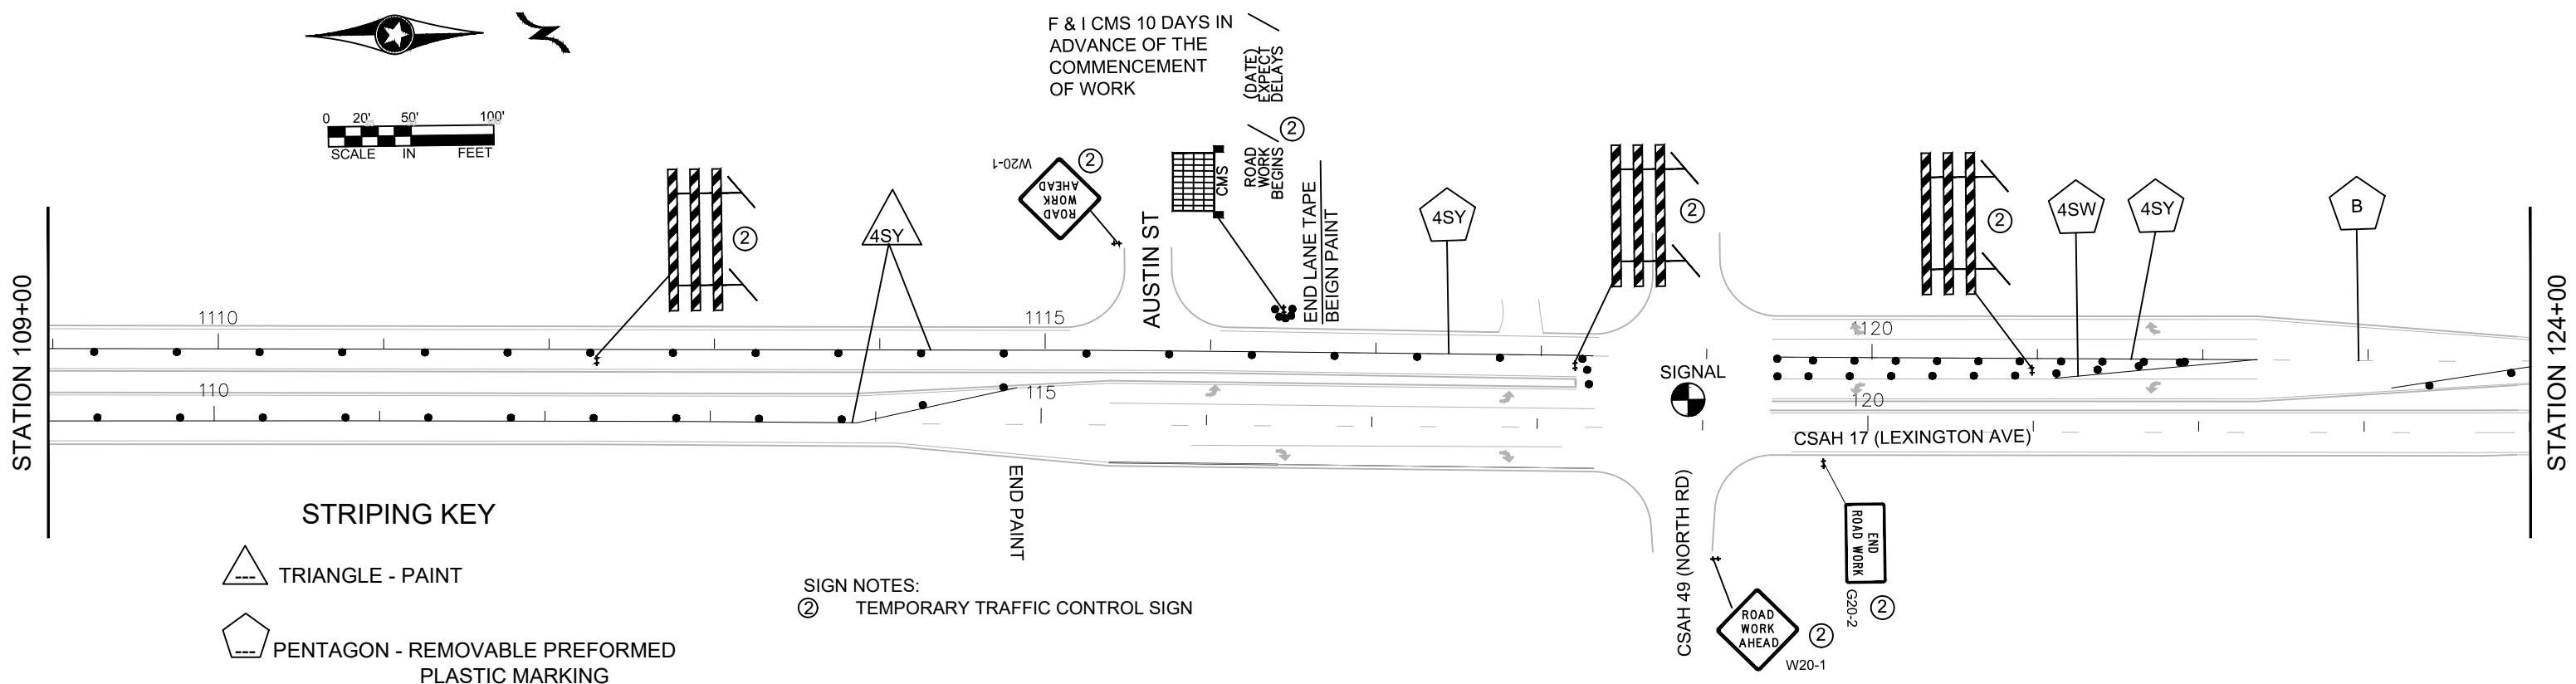 F & I CMS 10 DAYS IN
ADVANCE OF THE
COMMENCEMENT
OF WORK
(DATE)
EXPECT
DELAYS
ROAD
WORK
BEGINS
2
CMS
0 20' 50' 100'
SCALE IN FEET
2
4SY
W20-1
ROAD
WORK
AHEAD
2
AUSTIN ST
END LANE TAPE
BEIGN PAINT
4SY
2
2
4SW
4SY
B
STATION 109+00
1110
1115
1120
110
115
120
SIGNAL
CSAH 17 (LEXINGTON AVE)
STATION 124+00
END PAINT
CSAH 49 (NORTH RD)
END
ROAD WORK
G20-2
2
ROAD
WORK
AHEAD
2
W20-1
STRIPING KEY
--- TRIANGLE - PAINT
--- PENTAGON - REMOVABLE PREFORMED
PLASTIC MARKING
SIGN NOTES:
2 TEMPORARY TRAFFIC CONTROL SIGN